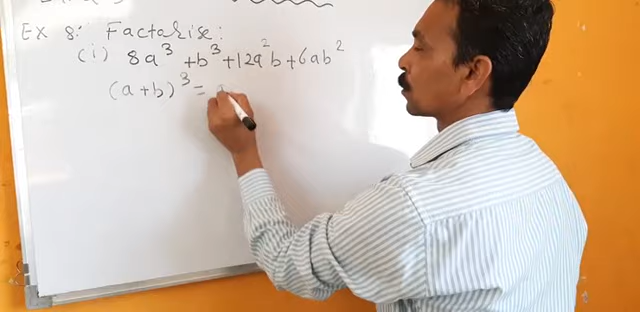 EX 8: Factorise:
(i) 8a³ + b³ + 12a²b + 6ab²
(a+b)³ =